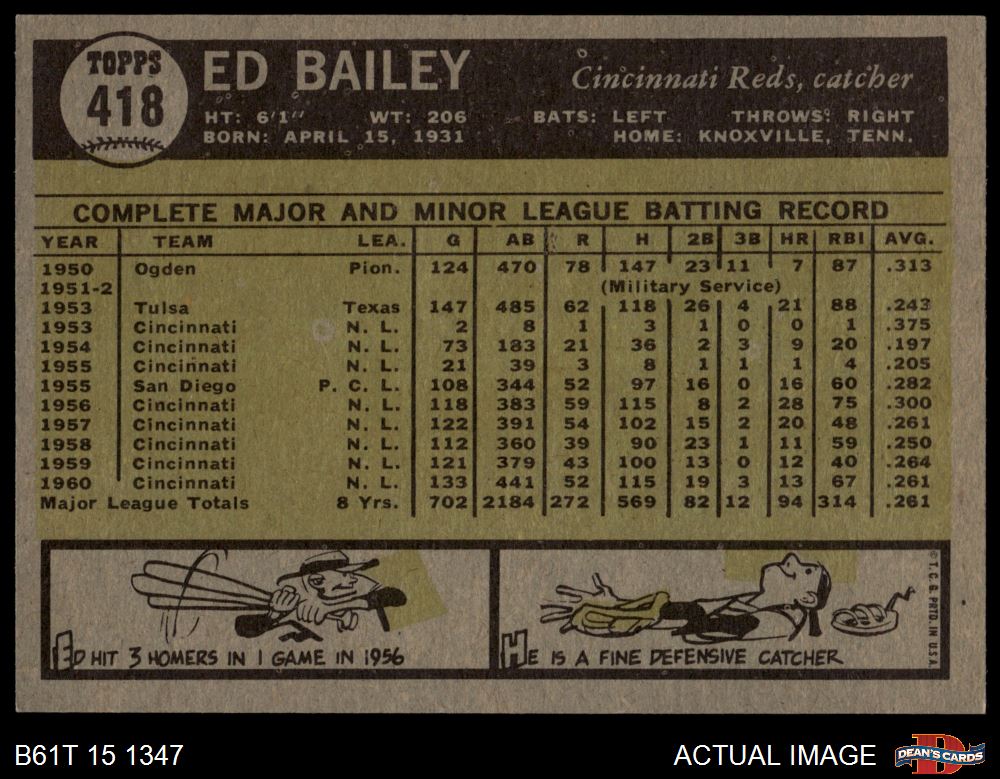 TOPPS
418
ED BAILEY
Cincinnati Reds, catcher
HT: 6'1" WT: 206 BATS: LEFT THROWS: RIGHT
BORN: APRIL 15, 1931 HOME: KNOXVILLE, TENN.
COMPLETE MAJOR AND MINOR LEAGUE BATTING RECORD
YEAR TEAM LEA. G AB R H 2B 3B HR RBI AVG.
1950 Ogden Pion. 124 470 78 147 23 11 7 87 .313
1951-2 (Military Service)
1953 Tulsa Texas 147 485 62 118 26 4 21 88 .243
1953 Cincinnati N. L. 2 8 1 3 1 0 0 1 .375
1954 Cincinnati N. L. 73 183 21 36 2 3 9 20 .197
1955 Cincinnati N. L. 21 39 3 8 1 1 1 4 .205
1955 San Diego P. C. L. 108 344 52 97 16 0 16 60 .282
1956 Cincinnati N. L. 118 383 59 115 8 2 28 75 .300
1957 Cincinnati N. L. 122 391 54 102 15 2 20 48 .261
1958 Cincinnati N. L. 112 360 39 90 23 1 11 59 .250
1959 Cincinnati N. L. 121 379 43 100 13 0 12 40 .264
1960 Cincinnati N. L. 133 441 52 115 19 3 13 67 .261
Major League Totals 8 Yrs. 702 2184 272 569 82 12 94 314 .261
ED HIT 3 HOMERS IN 1 GAME IN 1956
HE IS A FINE DEFENSIVE CATCHER
© T. C. G. PRTD. IN U.S.A.
B61T 15 1347
ACTUAL IMAGE
D
DEAN'S CARDS